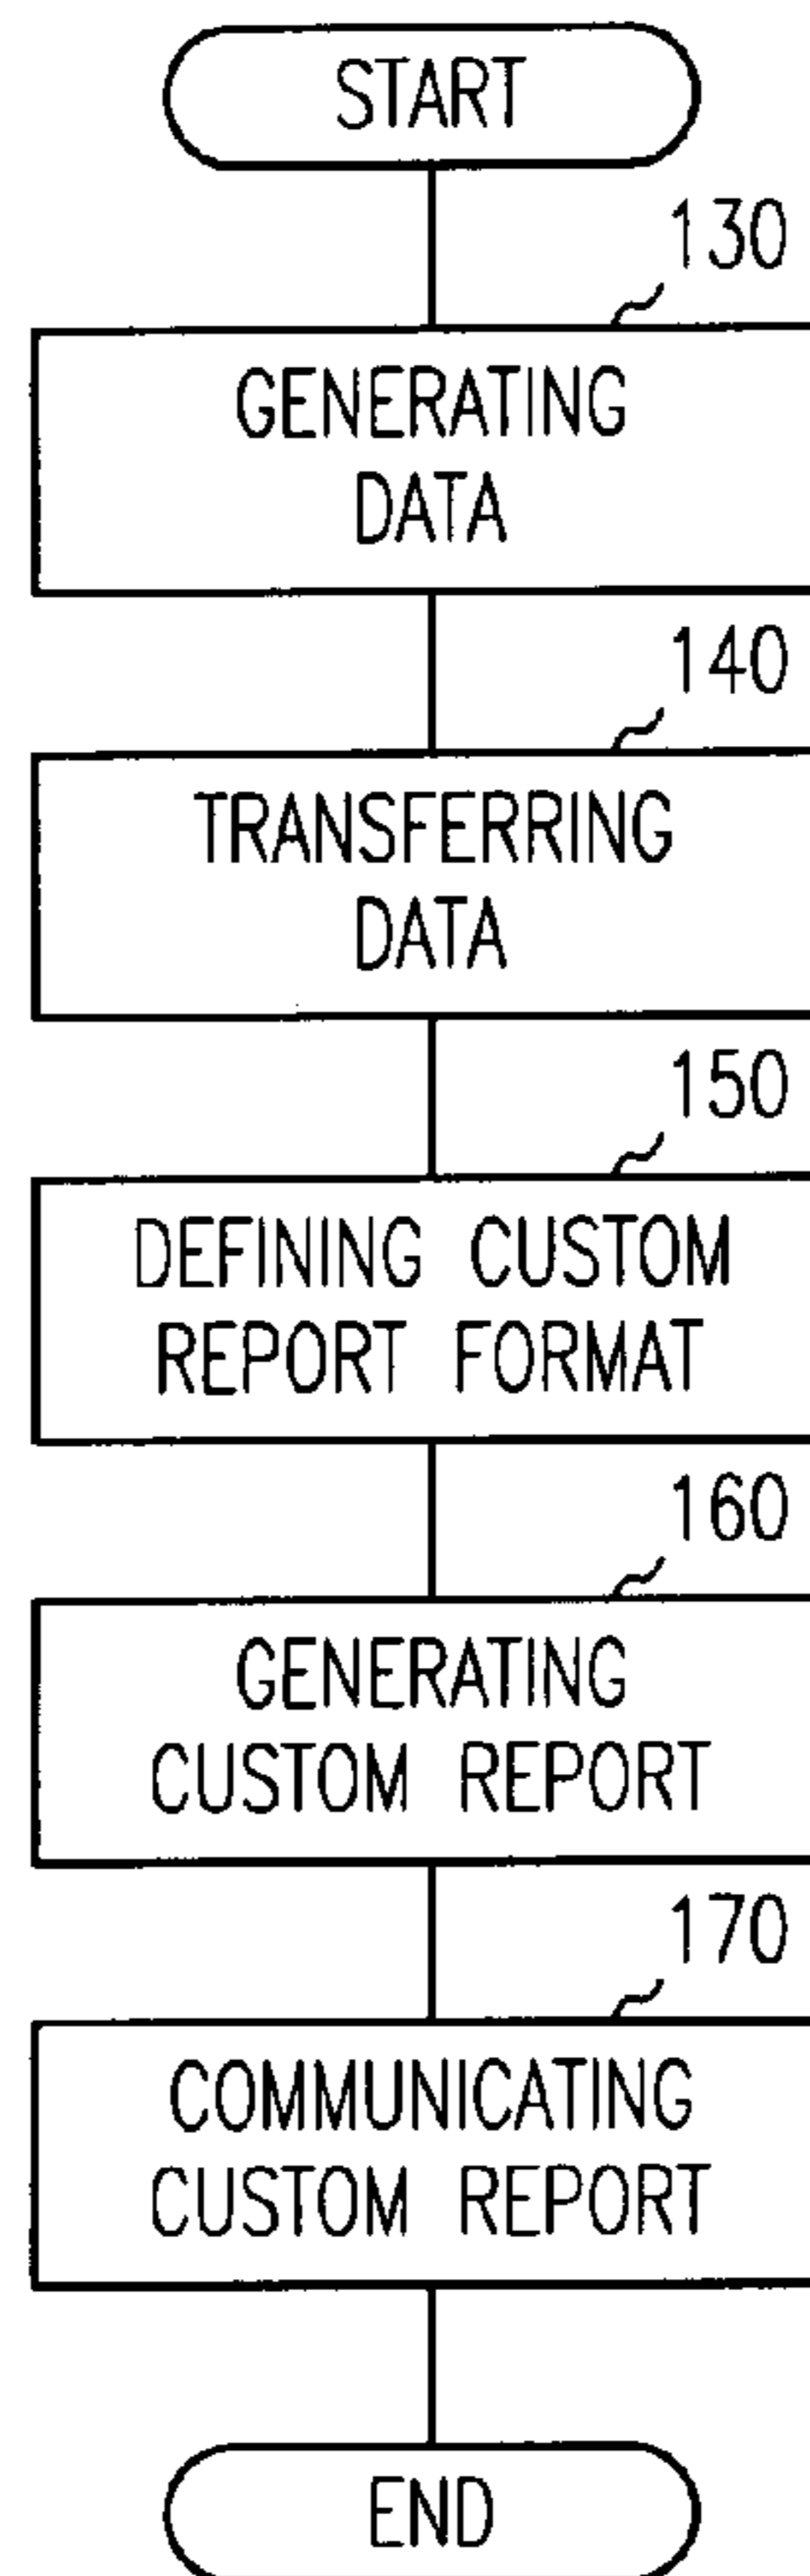 START
130
GENERATING
DATA
140
TRANSFERRING
DATA
150
DEFINING CUSTOM
REPORT FORMAT
160
GENERATING
CUSTOM REPORT
170
COMMUNICATING
CUSTOM REPORT
END